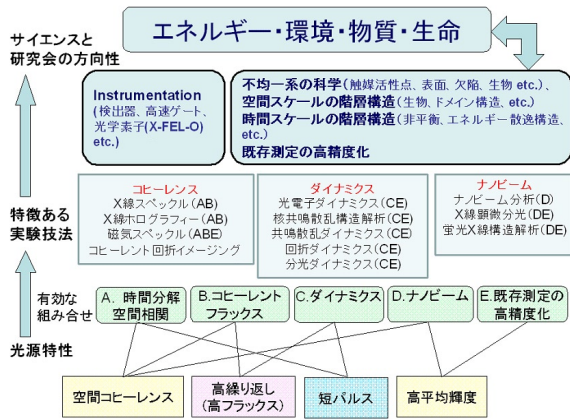 サイエンスと
研究会の方向性
エネルギー・環境・物質・生命
Instrumentation
(検出器、高速ゲート、
光学素子(X-FEL-O)
etc.)
不均一系の科学(触媒活性点、表面、欠陥、生物 etc.)、
空間スケールの階層構造(生物、ドメイン構造、etc.)
時間スケールの階層構造(非平衡、エネルギー散逸構造、
etc.)
既存測定の高精度化
特徴ある
実験技法
コヒーレンス
X線スペックル(AB)
X線ホログラフィー(AB)
磁気スペックル(ABE)
コヒーレント回折イメージング
ダイナミクス
光電子ダイナミクス(CE)
核共鳴散乱構造解析(CE)
共鳴散乱ダイナミクス(CE)
回折ダイナミクス(CE)
分光ダイナミクス(CE)
ナノビーム
ナノビーム分析(D)
X線顕微分光(DE)
蛍光X線構造解析(DE)
有効な
組み合せ
A. 時間分解
空間相関
B.コヒーレント
フラックス
C.ダイナミクス
D.ナノビーム
E.既存測定の
高精度化
光源特性
空間コヒーレンス
高繰り返し
(高フラックス)
短パルス
高平均輝度